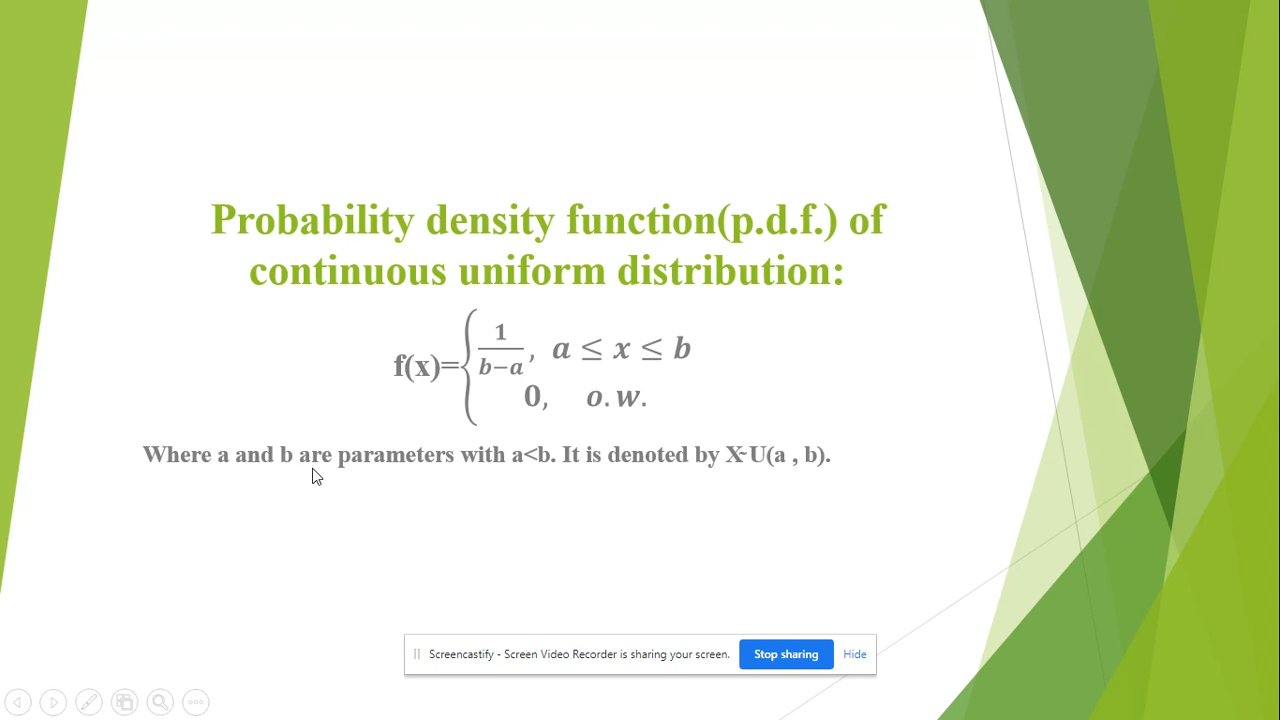 Probability density function(p.d.f.) of
continuous uniform distribution:
f(x)={ 1/(b−a), a ≤ x ≤ b
0, o.w.
Where a and b are parameters with a<b. It is denoted by X~U(a , b).
Screencastify - Screen Video Recorder is sharing your screen. Stop sharing Hide